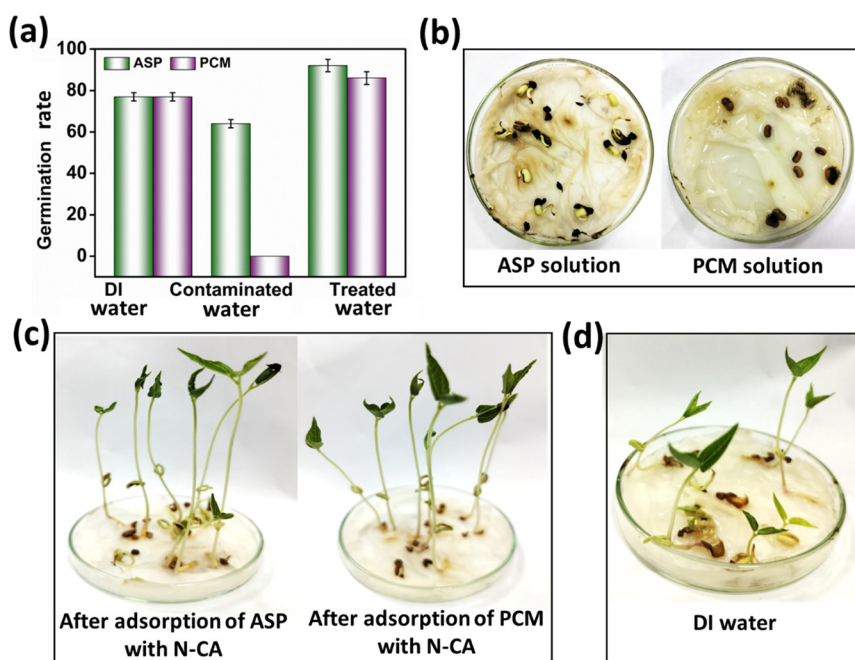 (a)
100
80
60
40
20
0
Germination rate
ASP PCM
DI water
Contaminated water
Treated water
(b)
ASP solution
PCM solution
(c)
After adsorption of ASP
with N-CA
After adsorption of PCM
with N-CA
(d)
DI water